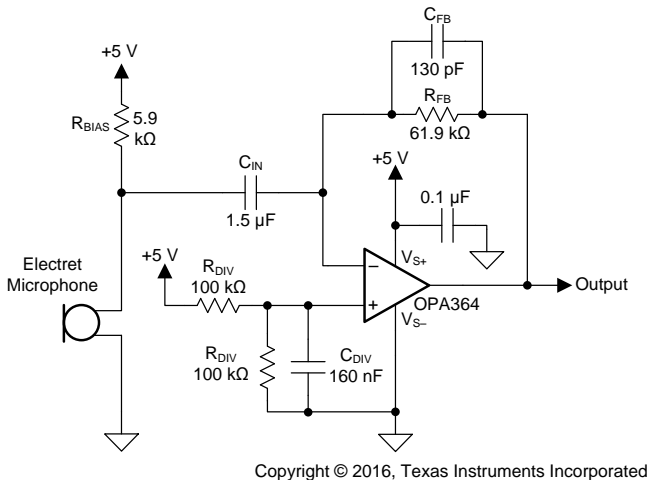 C_FB
130 pF
+5 V
R_FB
61.9 kΩ
R_BIAS 5.9
kΩ
+5 V
C_IN
1.5 µF
0.1 µF
V_S+
Electret
Microphone
+5 V
R_DIV
100 kΩ
−
+
Output
OPA364
V_S–
R_DIV
100 kΩ
C_DIV
160 nF
Copyright © 2016, Texas Instruments Incorporated